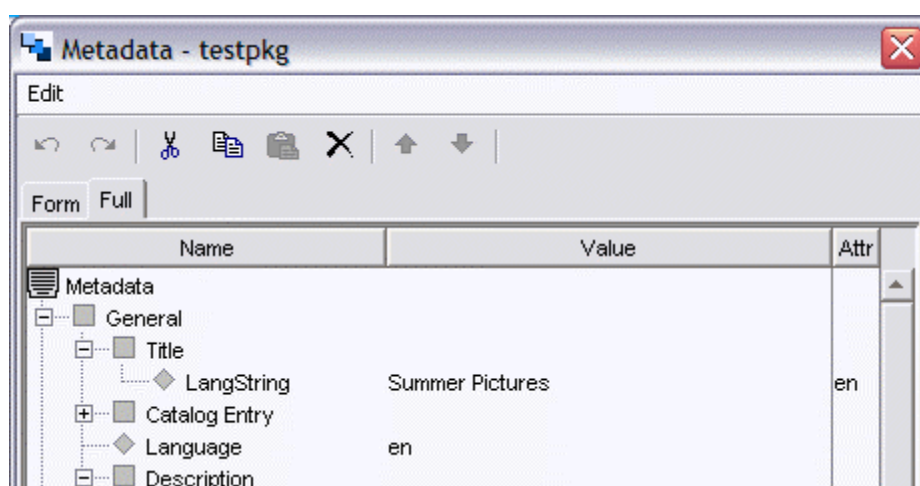 Metadata - testpkg
Edit
Form Full
Name Value Attr
Metadata
General
Title
LangString Summer Pictures en
Catalog Entry
Language en
Description